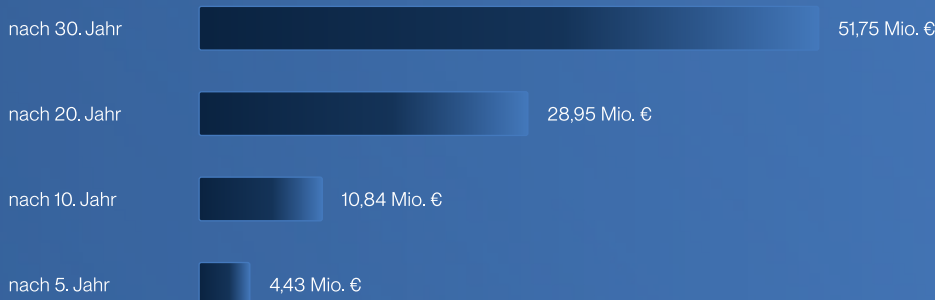 nach 30. Jahr 51,75 Mio. €
nach 20. Jahr 28,95 Mio. €
nach 10. Jahr 10,84 Mio. €
nach 5. Jahr 4,43 Mio. €